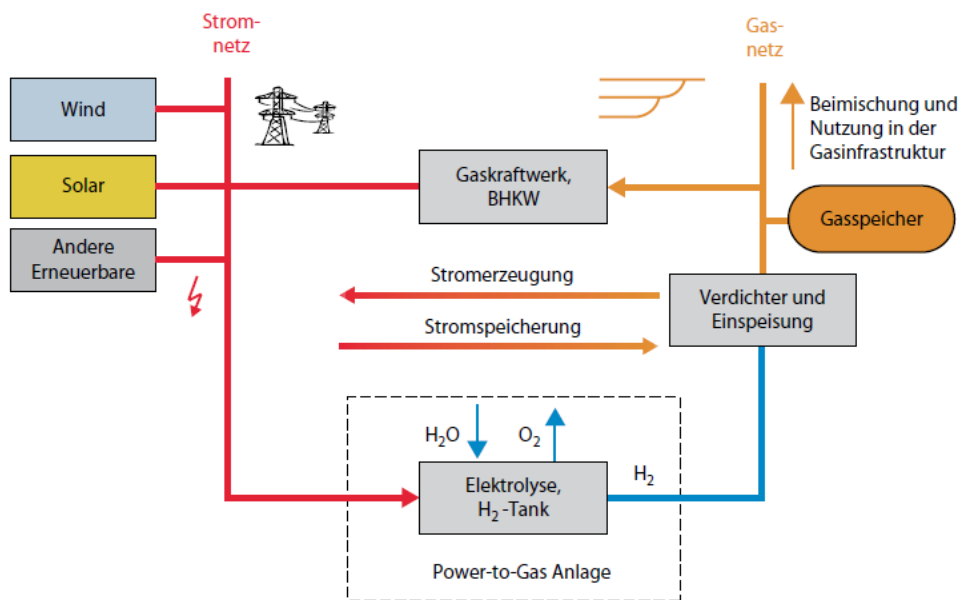 Strom-
netz
Gas-
netz
Wind
Solar
Andere
Erneuerbare
Gaskraftwerk,
BHKW
Beimischung und
Nutzung in der
Gasinfrastruktur
Gasspeicher
Stromerzeugung
Stromspeicherung
Verdichter und
Einspeisung
H₂O
O₂
Elektrolyse,
H₂-Tank
H₂
Power-to-Gas Anlage